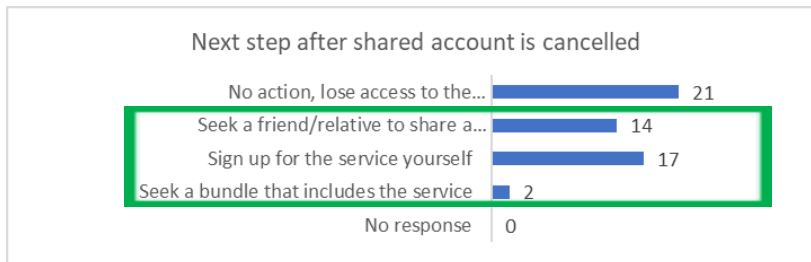 Next step after shared account is cancelled
No action, lose access to the... 21
Seek a friend/relative to share a... 14
Sign up for the service yourself 17
Seek a bundle that includes the service 2
No response 0